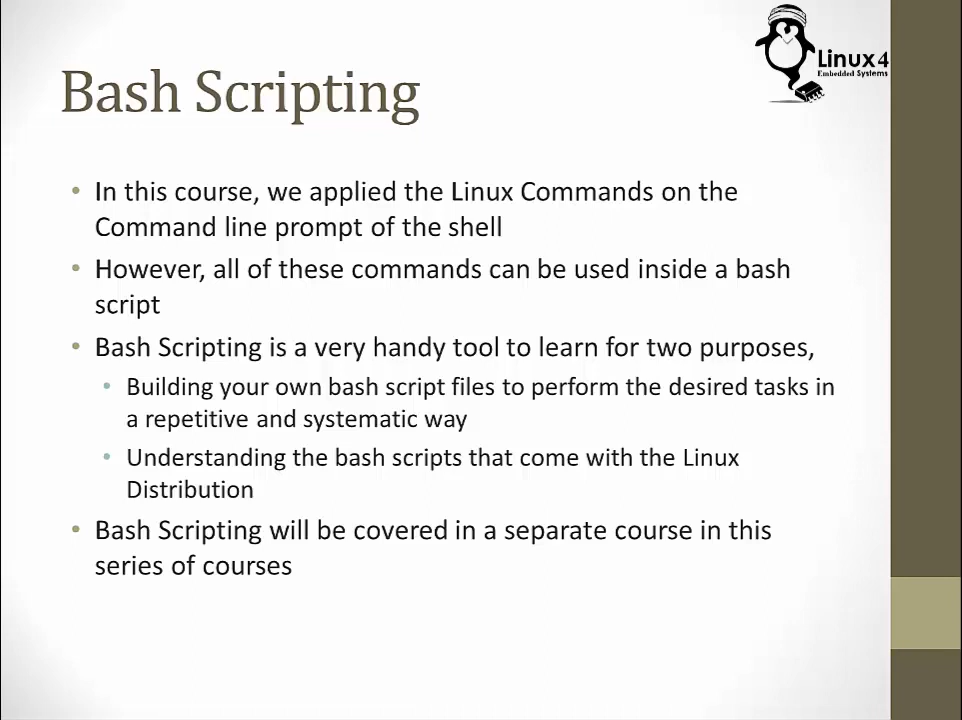 Linux 4
Embedded Systems
Bash Scripting
• In this course, we applied the Linux Commands on the
Command line prompt of the shell
• However, all of these commands can be used inside a bash
script
• Bash Scripting is a very handy tool to learn for two purposes,
• Building your own bash script files to perform the desired tasks in
a repetitive and systematic way
• Understanding the bash scripts that come with the Linux
Distribution
• Bash Scripting will be covered in a separate course in this
series of courses